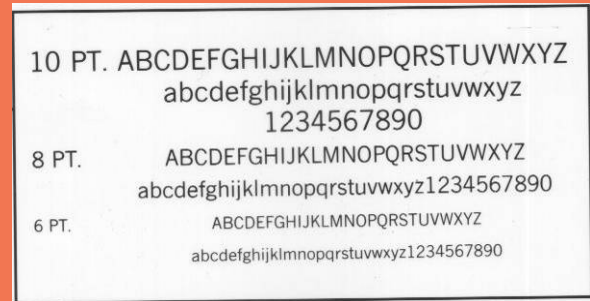 10 PT. ABCDEFGHIJKLMNOPQRSTUVWXYZ
abcdefghijklmnopqrstuvwxyz
1234567890
8 PT. ABCDEFGHIJKLMNOPQRSTUVWXYZ
abcdefghijklmnopqrstuvwxyz1234567890
6 PT. ABCDEFGHIJKLMNOPQRSTUVWXYZ
abcdefghijklmnopqrstuvwxyz1234567890